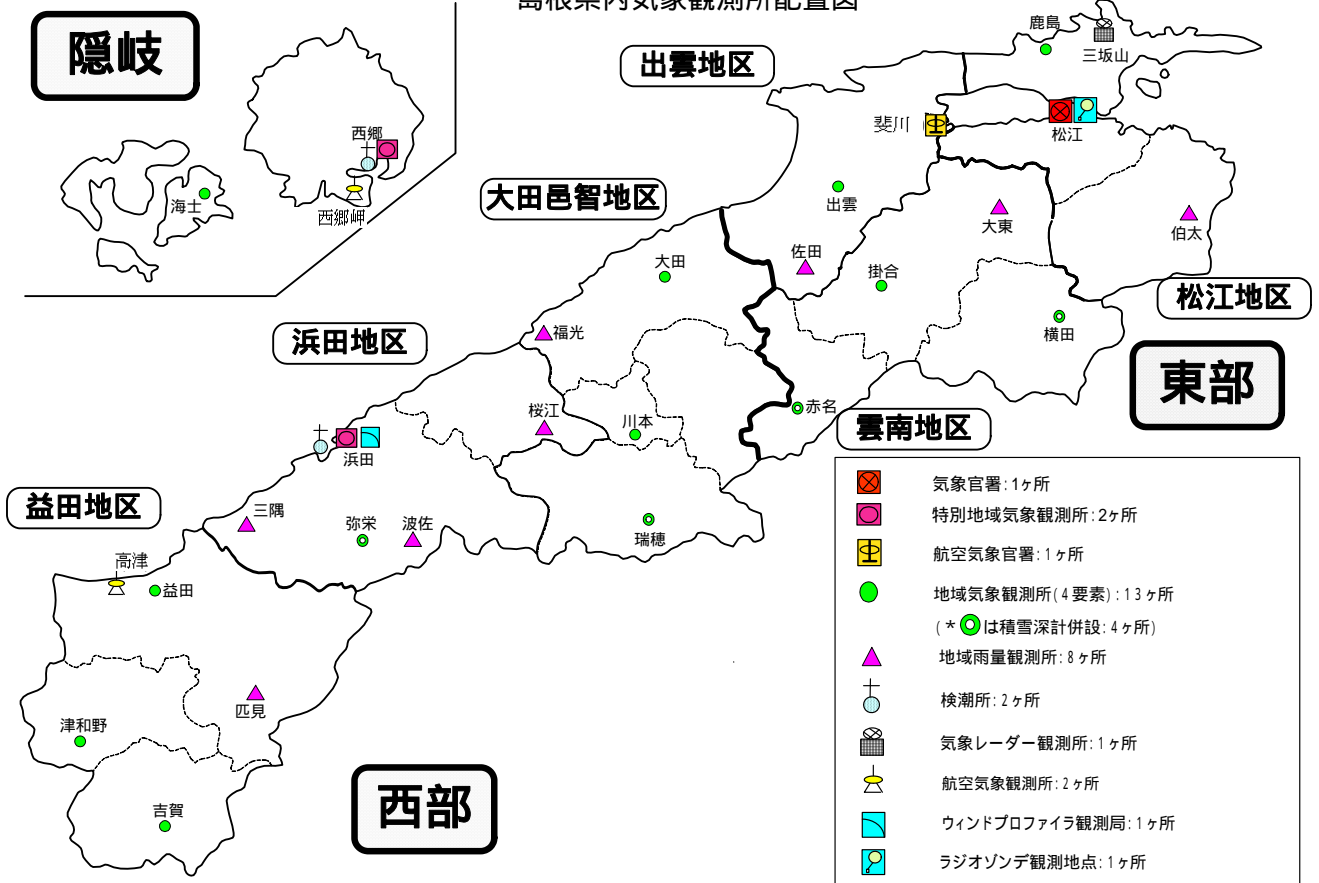 島根県内気象観測所配置図
隠岐
西郷
海士
西郷岬
出雲地区
鹿島
三坂山
斐川
松江
大田邑智地区
出雲
大東
伯太
佐田
大田
掛合
松江地区
浜田地区
福光
横田
東部
桜江
川本
赤名
雲南地区
浜田
益田地区
三隅
弥栄
波佐
瑞穂
高津
益田
匹見
津和野
吉賀
西部
気象官署:1ヶ所
特別地域気象観測所:2ヶ所
航空気象官署:1ヶ所
地域気象観測所(4要素):13ヶ所
(*◎は積雪深計併設:4ヶ所)
地域雨量観測所:8ヶ所
検潮所:2ヶ所
気象レーダー観測所:1ヶ所
航空気象観測所:2ヶ所
ウィンドプロファイラ観測局:1ヶ所
ラジオゾンデ観測地点:1ヶ所